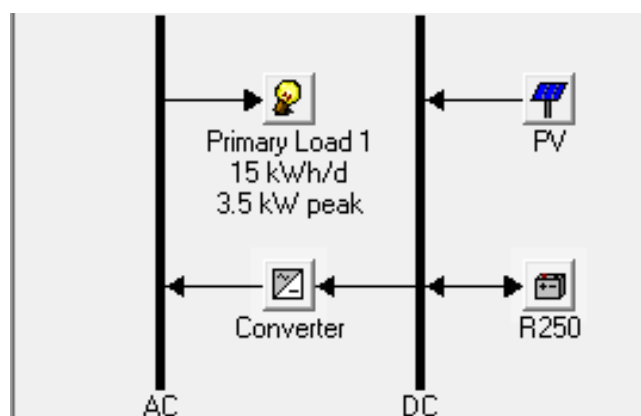 Primary Load 1
15 kWh/d
3.5 kW peak
PV
Converter
R250
AC
DC